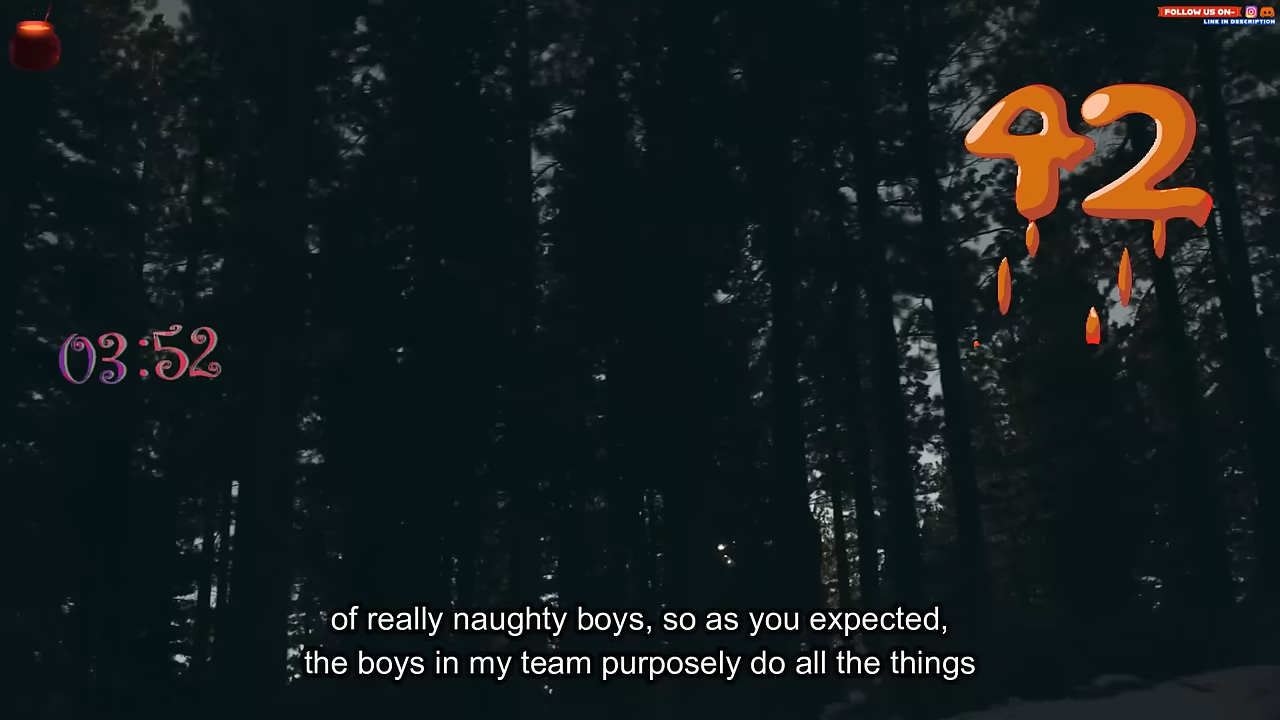 FOLLOW US ON-
LINK IN DESCRIPTION
42
03:52
of really naughty boys, so as you expected,
the boys in my team purposely do all the things